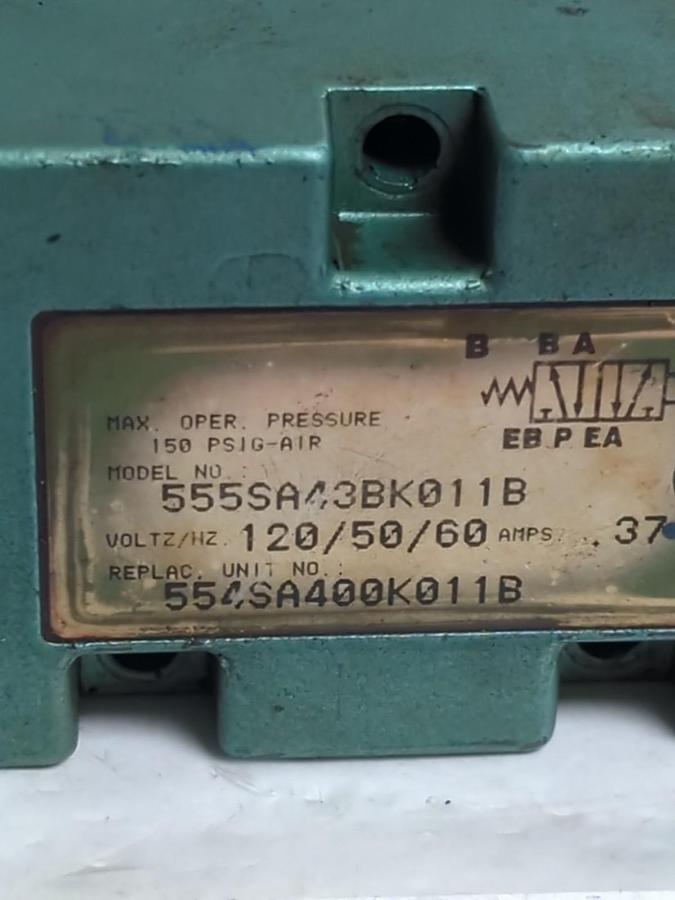 B B A
EB P EA
MAX. OPER. PRESSURE
150 PSIG-AIR
MODEL NO.:
555SA43BK011B
VOLTZ/HZ. 120/50/60 AMPS. .37
REPLAC. UNIT NO.:
554SA400K011B